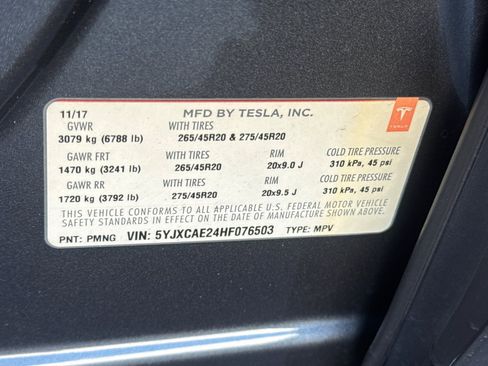 11/17 MFD BY TESLA, INC.
GVWR WITH TIRES
3079 kg (6788 lb) 265/45R20 & 275/45R20
GAWR FRT WITH TIRES RIM COLD TIRE PRESSURE
1470 kg (3241 lb) 265/45R20 20x9.0 J 310 kPa, 45 psi
GAWR RR WITH TIRES RIM COLD TIRE PRESSURE
1720 kg (3792 lb) 275/45R20 20x9.5 J 310 kPa, 45 psi
THIS VEHICLE CONFORMS TO ALL APPLICABLE U.S. FEDERAL MOTOR VEHICLE
SAFETY STANDARDS IN EFFECT ON THE DATE OF MANUFACTURE SHOWN ABOVE.
PNT: PMNG VIN: 5YJXCAE24HF076503 TYPE: MPV
TESLA